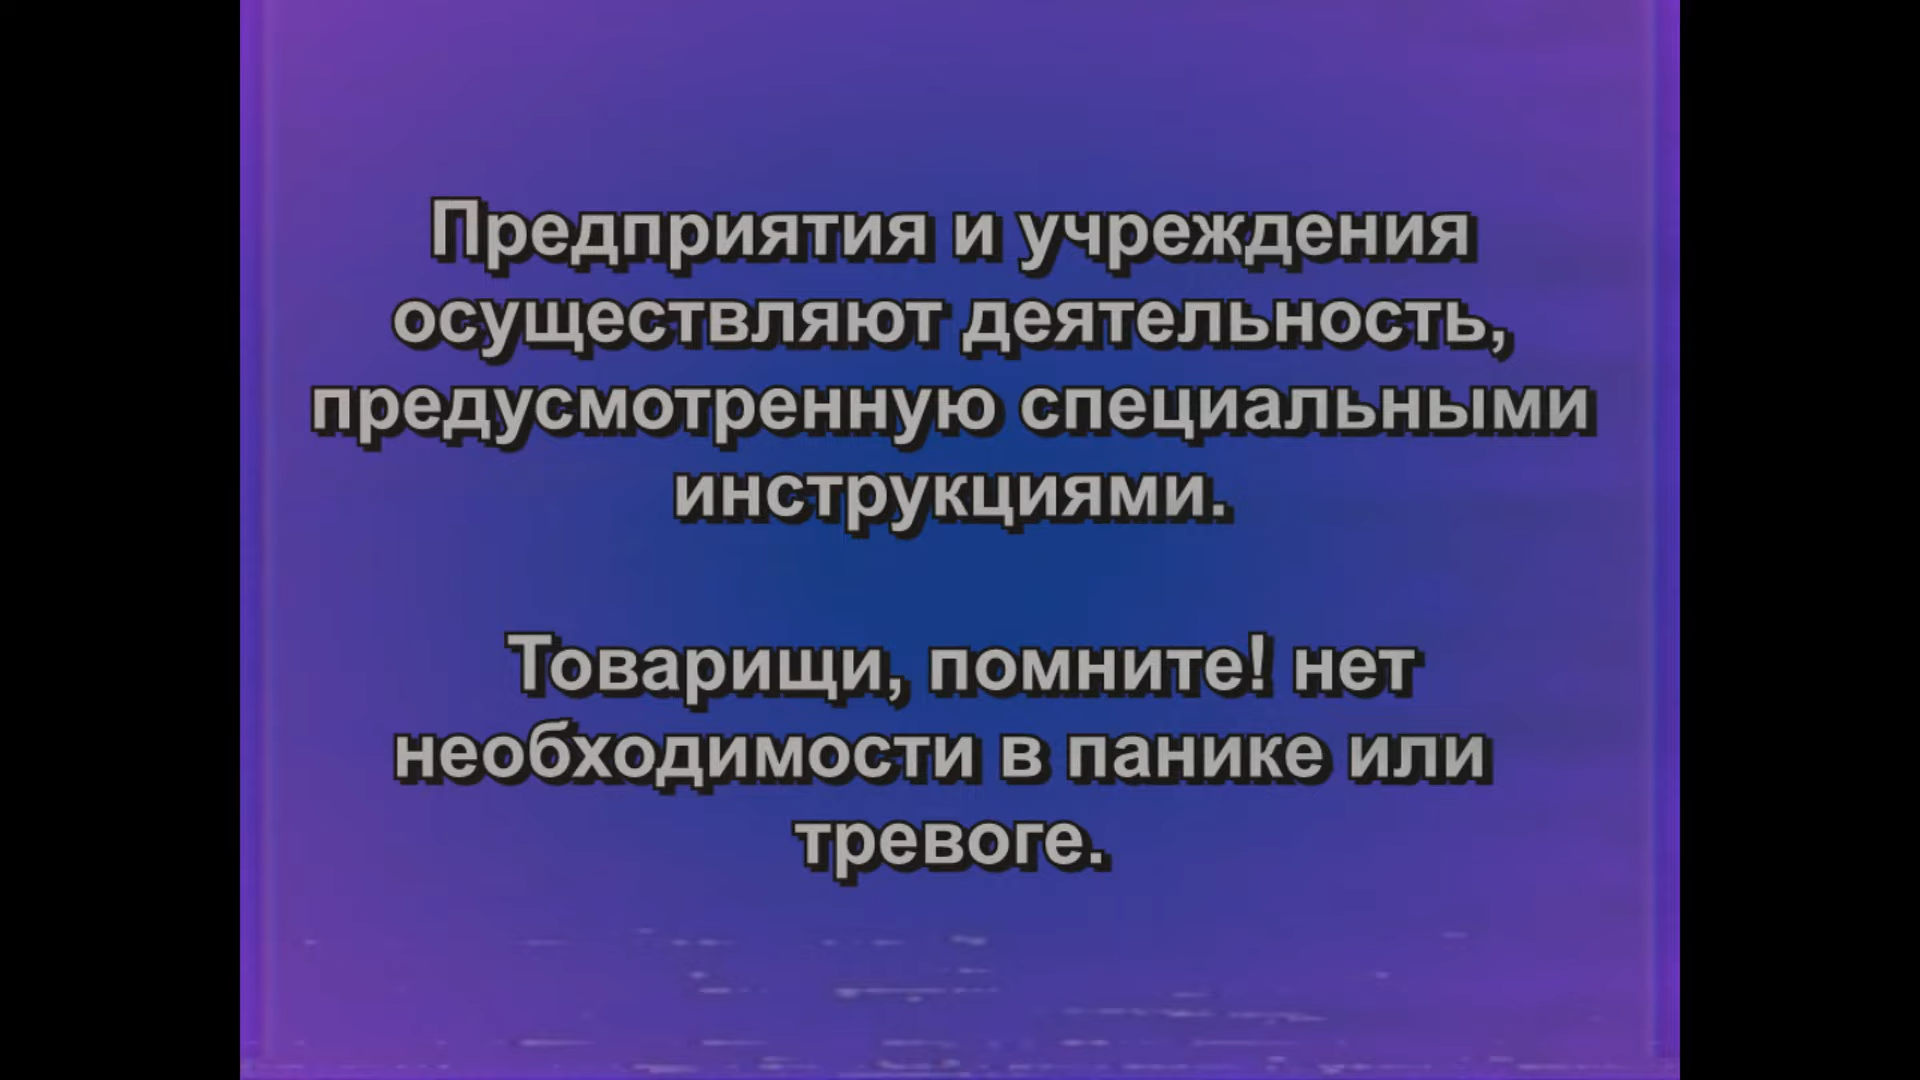 Предприятия и учреждения
осуществляют деятельность,
предусмотренную специальными
инструкциями.
Товарищи, помните! нет
необходимости в панике или
тревоге.